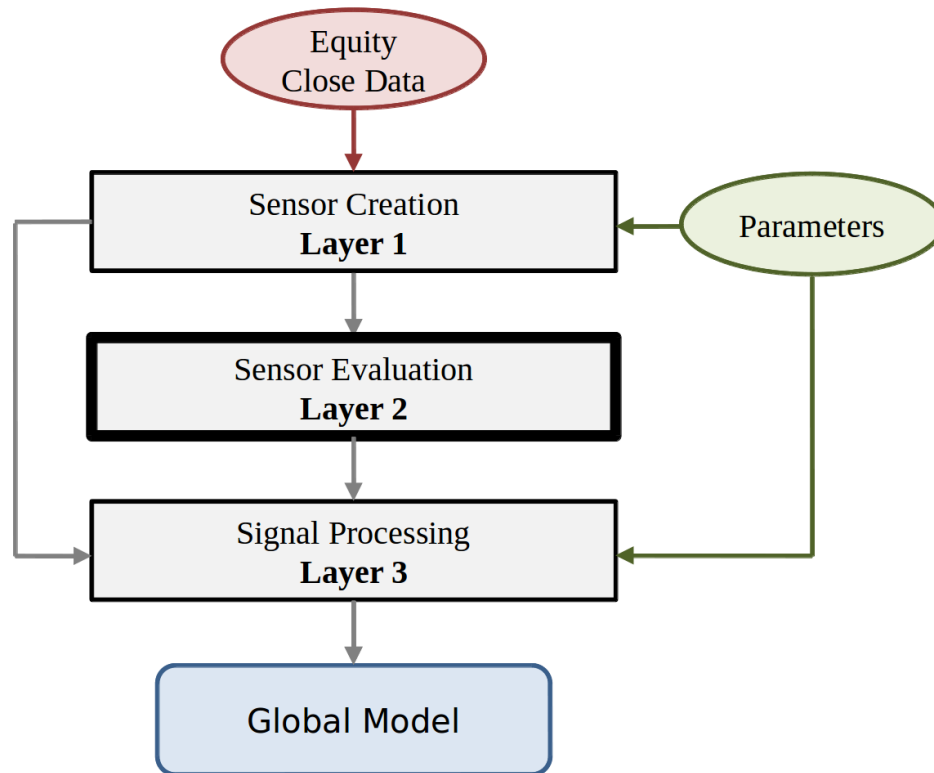 Equity
Close Data
Sensor Creation
Layer 1
Parameters
Sensor Evaluation
Layer 2
Signal Processing
Layer 3
Global Model